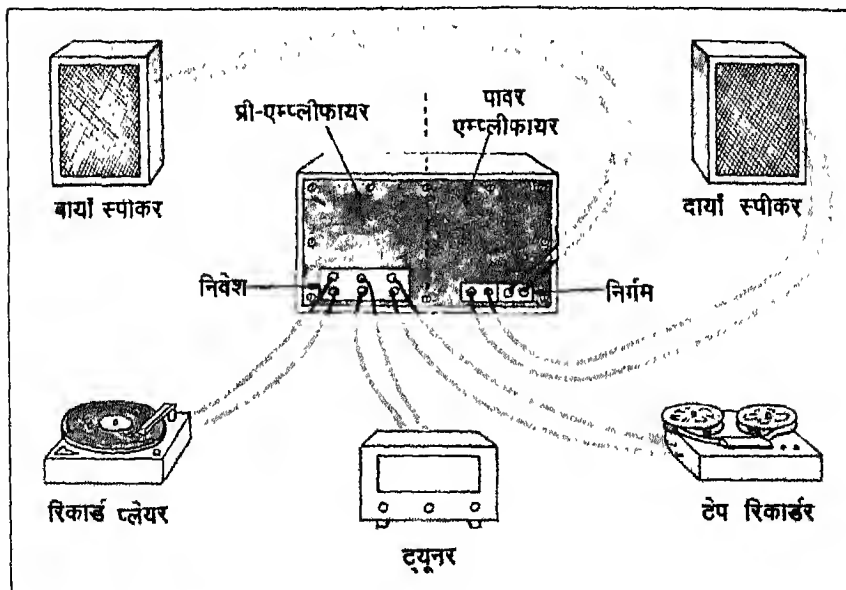 प्री-एम्प्लीफायर
पावर
एम्प्लीफायर
बायाँ स्पीकर
दायाँ स्पीकर
निवेश
निर्गम
रिकार्ड प्लेयर
ट्यूनर
टेप रिकार्डर